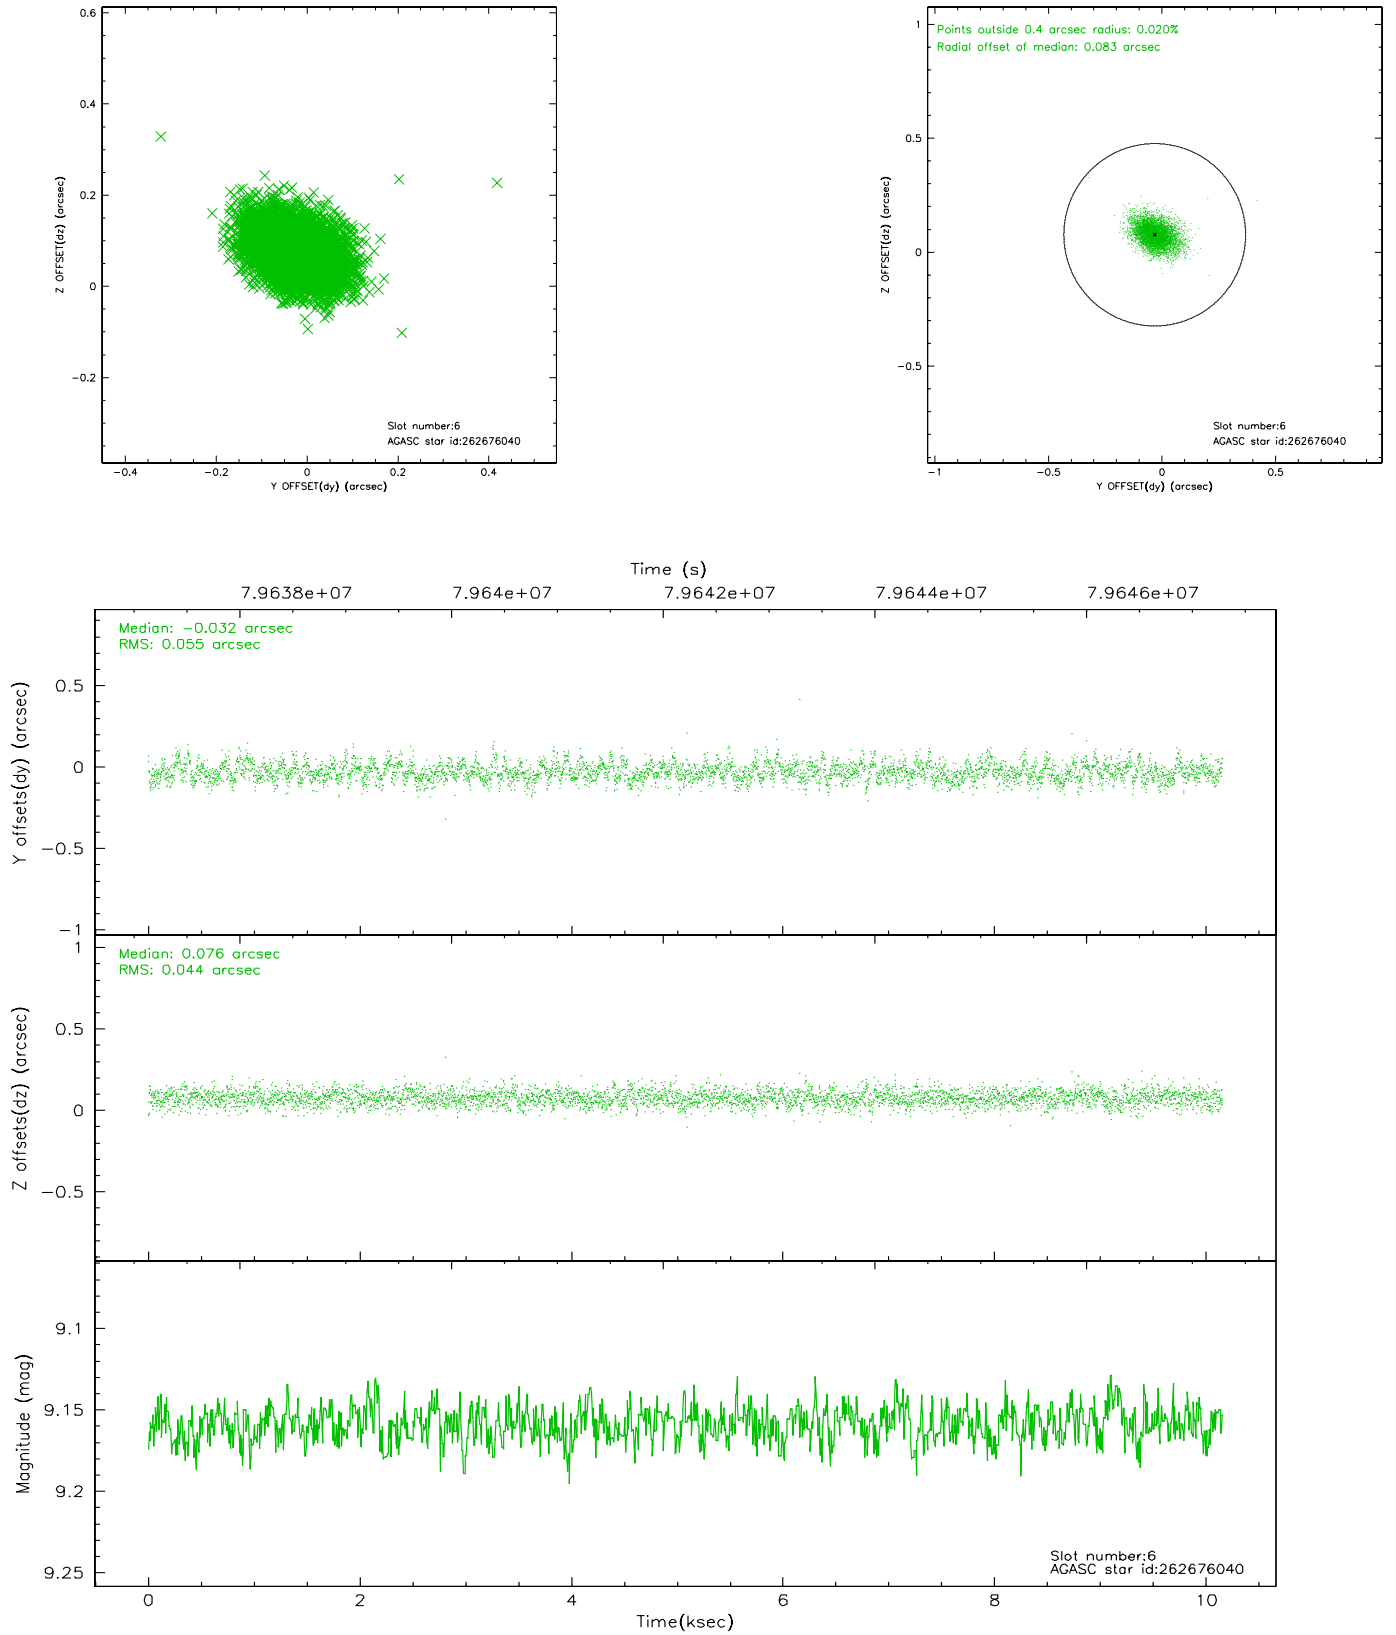 0.6
0.4
0.2
0
−0.2
−0.4
−0.2
0
0.2
0.4
Z OFFSET(dz) (arcsec)
Y OFFSET(dy) (arcsec)
Slot number:6
AGASC star id:262676040
Points outside 0.4 arcsec radius: 0.020%
Radial offset of median: 0.083 arcsec
1
0.5
0
−0.5
−1
−0.5
0
0.5
Z OFFSET(dz) (arcsec)
Y OFFSET(dy) (arcsec)
Slot number:6
AGASC star id:262676040
Time (s)
7.9638e+07
7.964e+07
7.9642e+07
7.9644e+07
7.9646e+07
Median: −0.032 arcsec
RMS: 0.055 arcsec
0.5
0
−0.5
−1
Y offsets(dy) (arcsec)
Median: 0.076 arcsec
RMS: 0.044 arcsec
1
0.5
0
−0.5
Z offsets(dz) (arcsec)
9.1
9.15
9.2
9.25
Magnitude (mag)
Slot number:6
AGASC star id:262676040
0
2
4
6
8
10
Time(ksec)